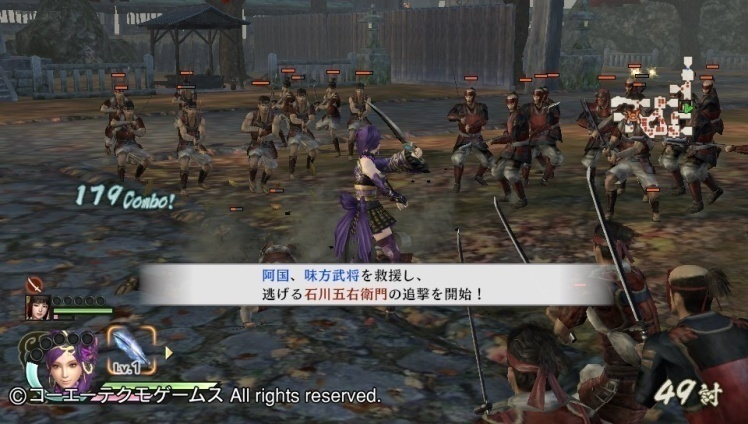 179 Combo!
阿国、味方武将を救援し、
逃げる石川五右衛門の追撃を開始！
Lv.1
©コーエーテクモゲームス All rights reserved.
49討